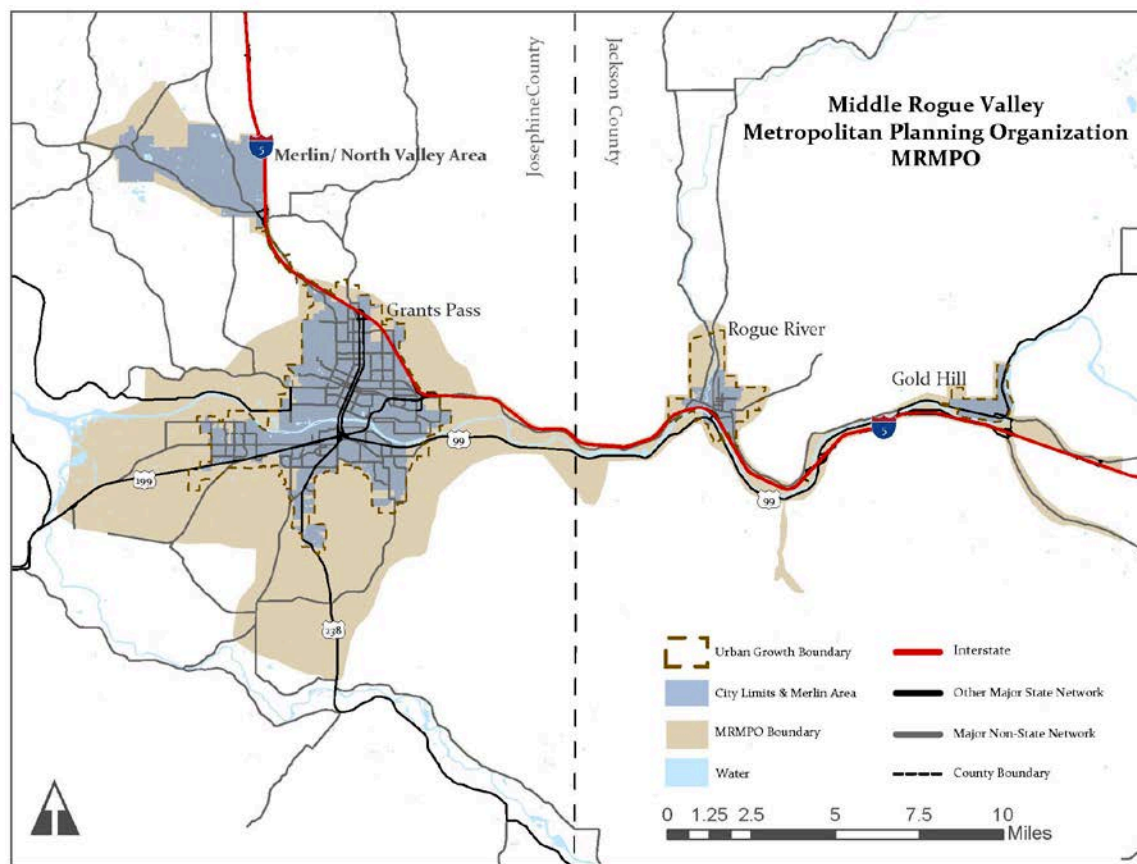 Middle Rogue Valley
Metropolitan Planning Organization
MRMPO
JosephineCounty
Jackson County
5
Merlin/ North Valley Area
Grants Pass
Rogue River
Gold Hill
5
99
199
99
238
Urban Growth Boundary
City Limits & Merlin Area
MRMPO Boundary
Water
Interstate
Other Major State Network
Major Non-State Network
County Boundary
0 1.25 2.5 5 7.5 10
Miles